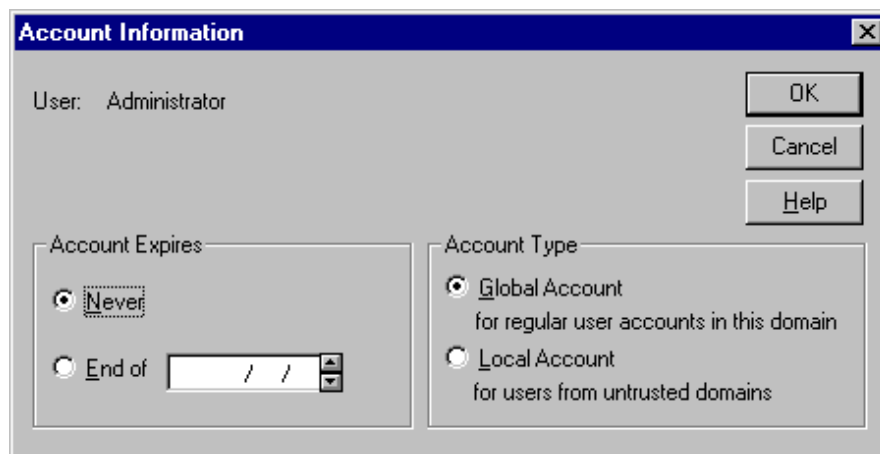 Account Information
User: Administrator
OK
Cancel
Help
Account Expires
Never
End of / /
Account Type
Global Account
for regular user accounts in this domain
Local Account
for users from untrusted domains